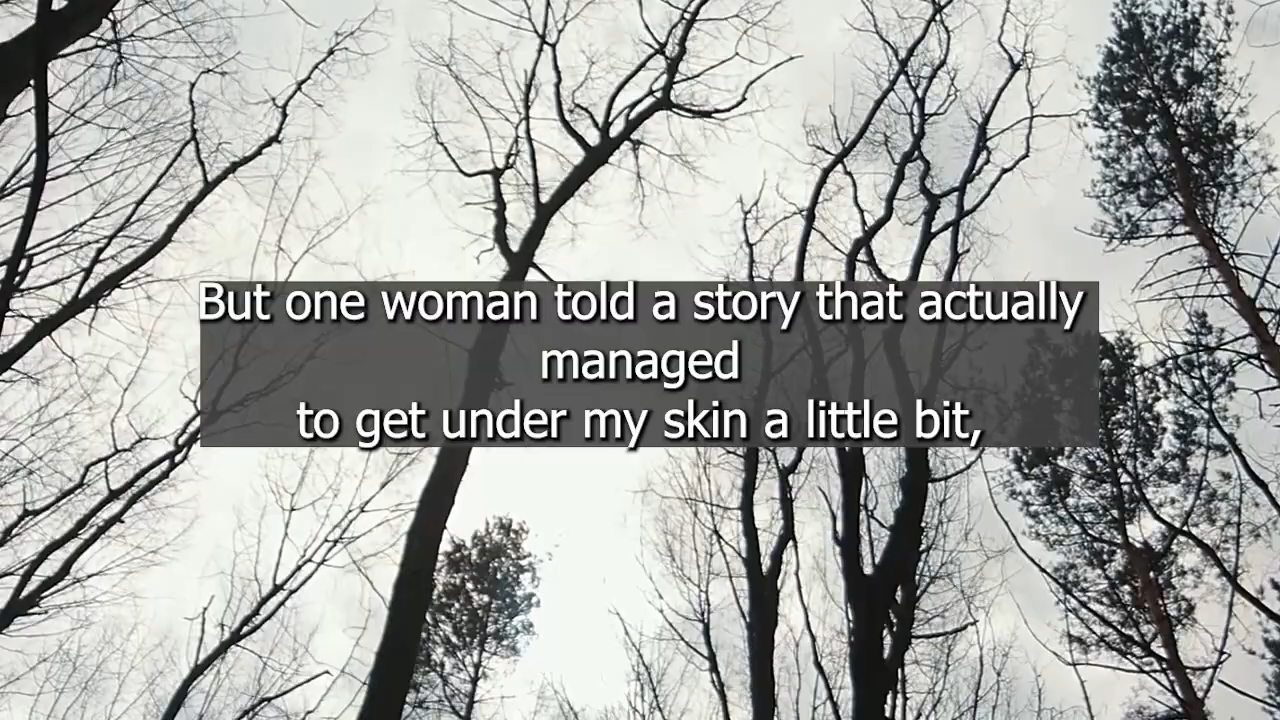 But one woman told a story that actually
managed
to get under my skin a little bit,